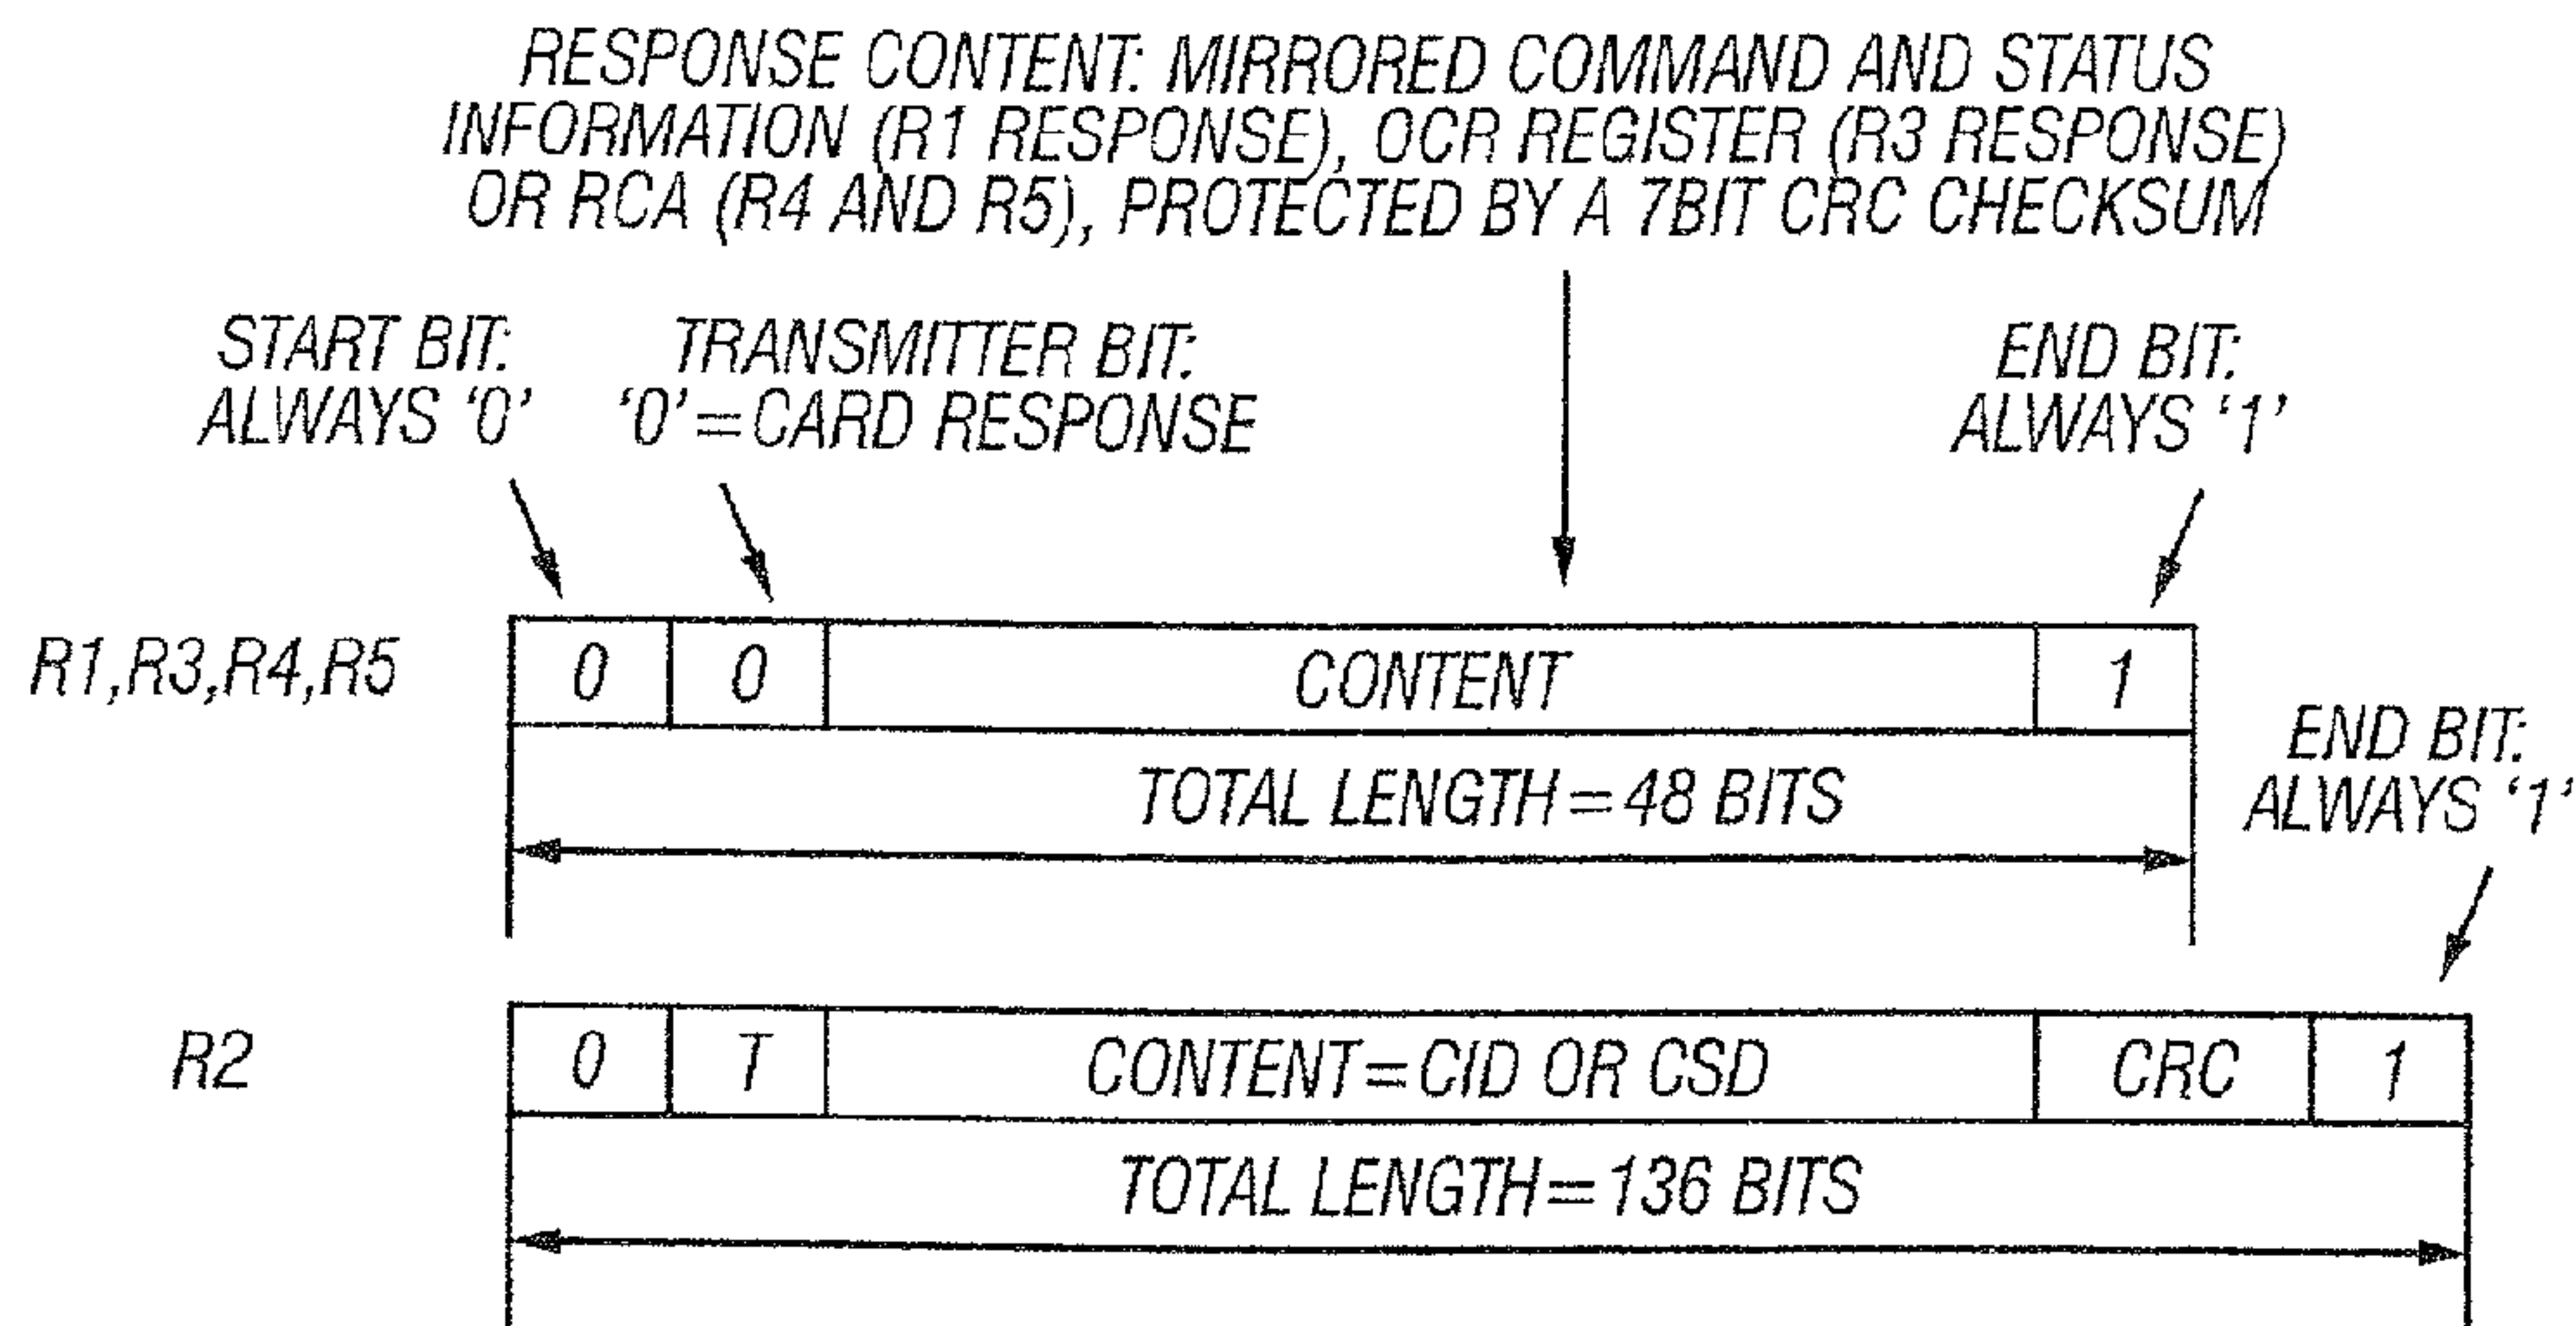 RESPONSE CONTENT: MIRRORED COMMAND AND STATUS
INFORMATION (R1 RESPONSE), OCR REGISTER (R3 RESPONSE)
OR RCA (R4 AND R5), PROTECTED BY A 7BIT CRC CHECKSUM
START BIT:
ALWAYS ‘0’
TRANSMITTER BIT:
‘0’=CARD RESPONSE
END BIT:
ALWAYS ‘1’
R1,R3,R4,R5
0
0
CONTENT
1
TOTAL LENGTH=48 BITS
END BIT:
ALWAYS ‘1’
R2
0
T
CONTENT=CID OR CSD
CRC
1
TOTAL LENGTH=136 BITS